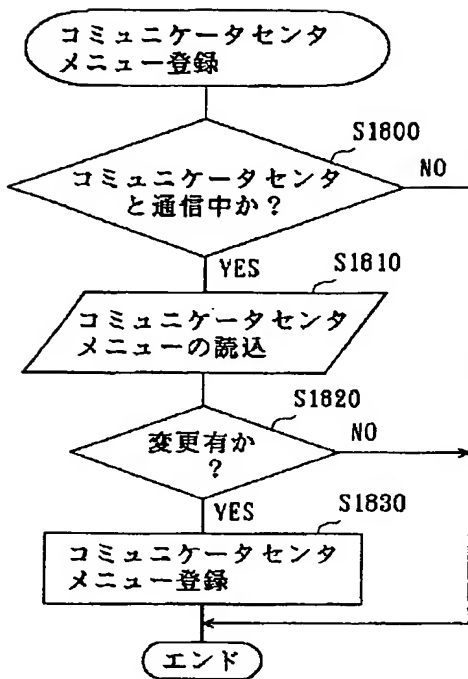 コミュニケータセンタ
メニュー登録
S1800
NO
コミュニケータセンタ
と通信中か？
YES
S1810
コミュニケータセンタ
メニューの読込
S1820
NO
変更有か
？
YES
S1830
コミュニケータセンタ
メニュー登録
エンド